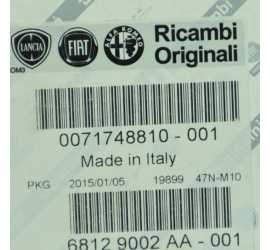 LANCIA FIAT ALFA ROMEO Ricambi
Originali
OM3
0071748810 - 001
Made in Italy
PKG 2015/01/05 19899 47N-M10
6812 9002 AA - 001